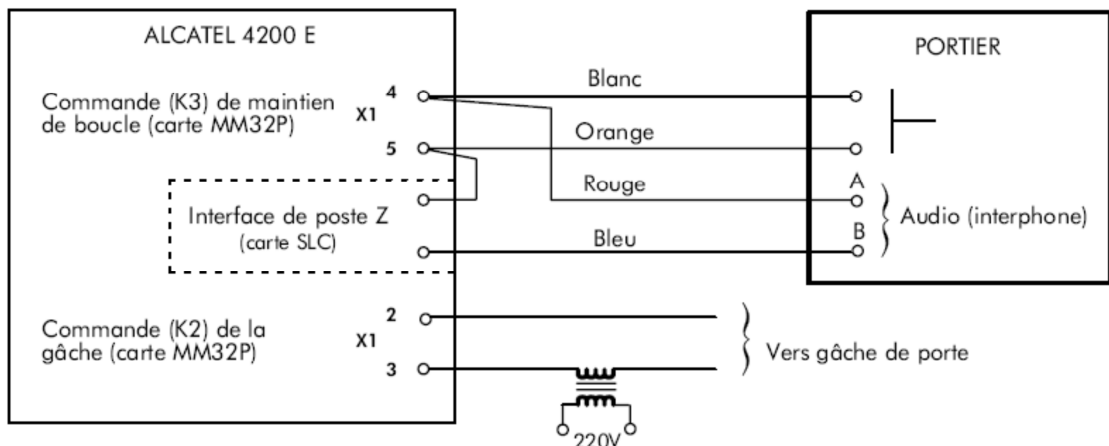 ALCATEL 4200 E
PORTIER
Commande (K3) de maintien
de boucle (carte MM32P)
X1
4
5
Blanc
Orange
Rouge
Bleu
A
B
Audio (interphone)
Interface de poste Z
(carte SLC)
Commande (K2) de la
gâche (carte MM32P)
X1
2
3
Vers gâche de porte
220V